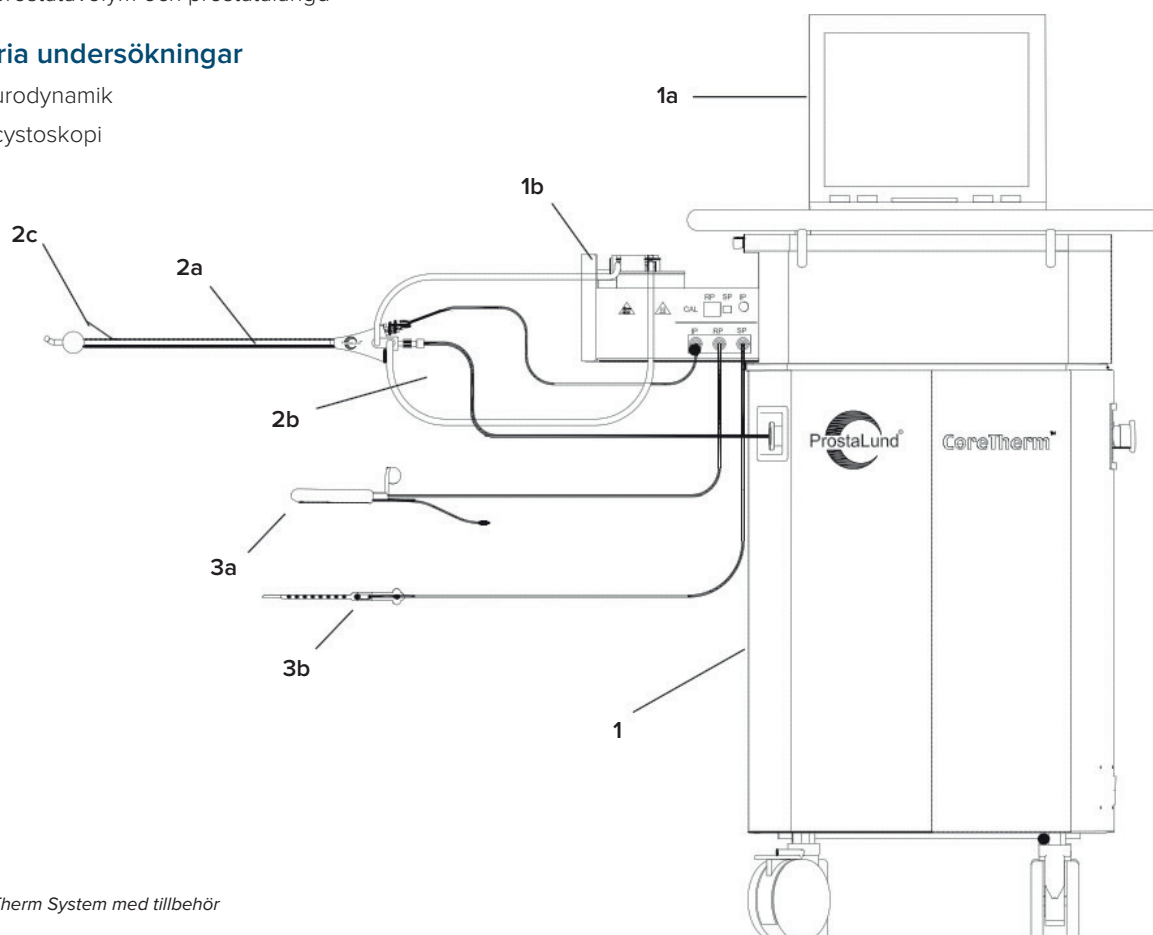 prostatavolym och prostatalängd
ria undersökningar
urodynamik
cystoskopi
1a
1b
2c
2a
RP SP IP
CAL
IP RP SP
2b
ProstaLund®
CoreTherm™
3a
3b
1
Therm System med tillbehör